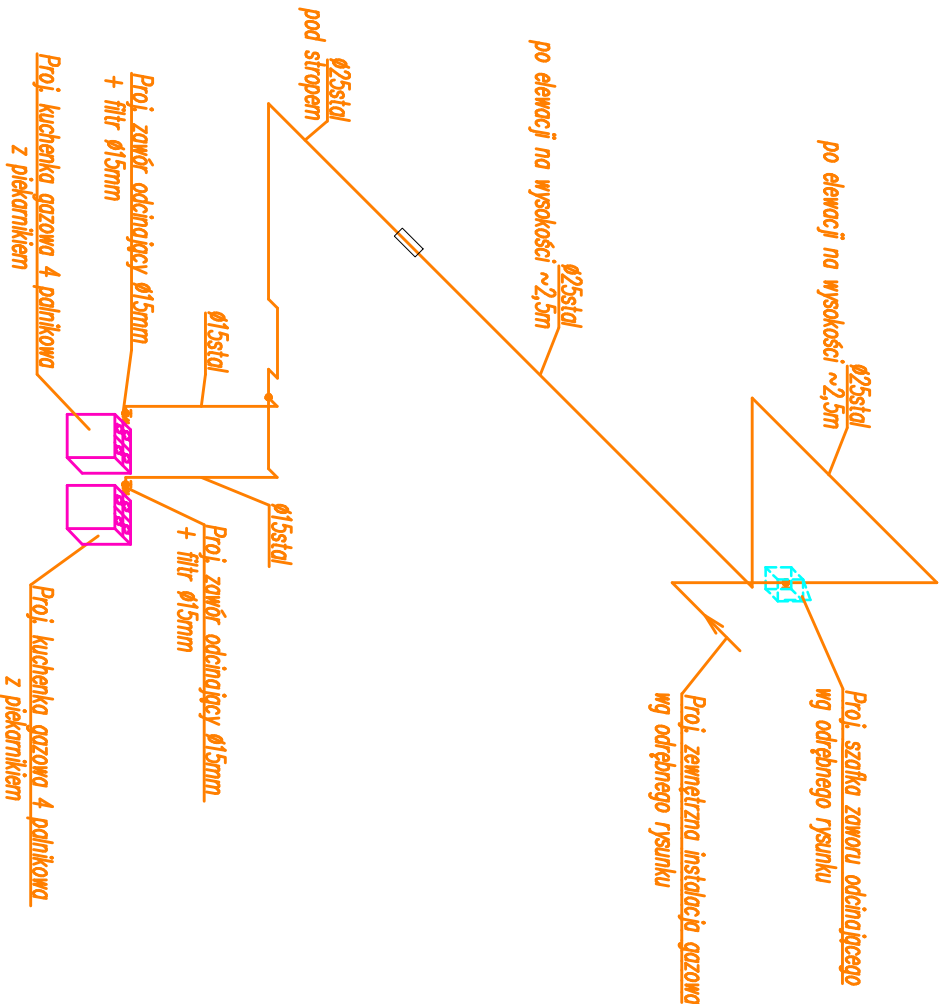 ø25stal
po elewacji na wysokości ~2,5m
Proj. szafka zaworu odcinającego
wg odrębnego rysunku
Proj. zewnętrzna instalacja gazowa
wg odrębnego rysunku
ø25stal
po elewacji na wysokości ~2,5m
ø25stal
pod stropem
ø15stal
ø15stal
Proj. zawór odcinający ø15mm
+ filtr ø15mm
Proj. zawór odcinający ø15mm
+ filtr ø15mm
Proj. kuchenka gazowa 4 palnikowa
z piekarnikiem
Proj. kuchenka gazowa 4 palnikowa
z piekarnikiem